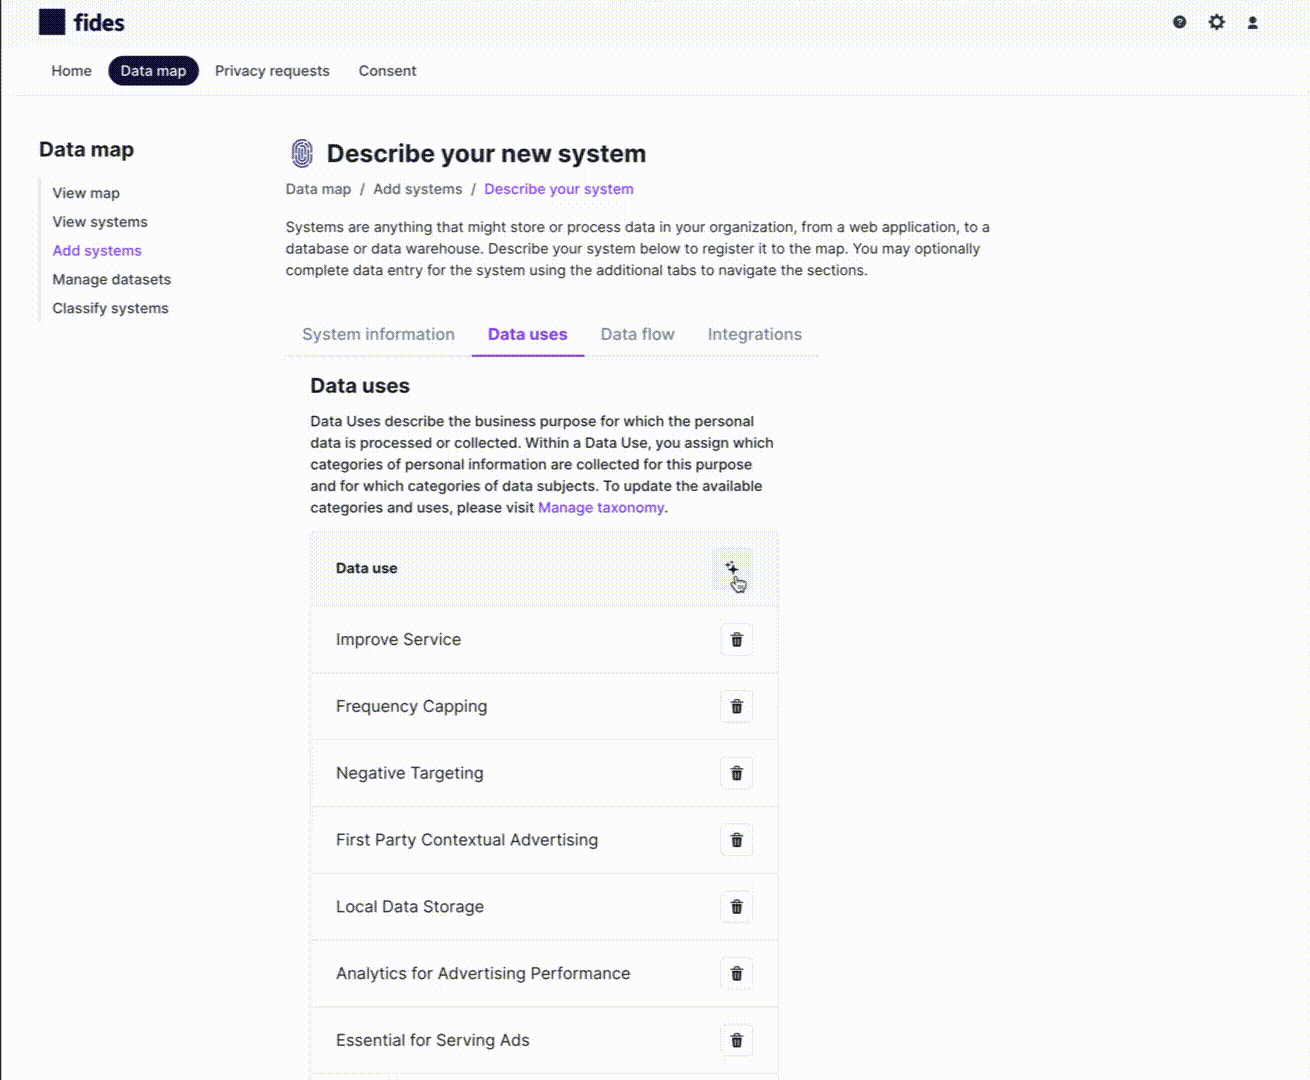 fides
Home
Data map
Privacy requests
Consent
Data map
View map
View systems
Add systems
Manage datasets
Classify systems
Describe your new system
Data map / Add systems / Describe your system
Systems are anything that might store or process data in your organization, from a web application, to a
database or data warehouse. Describe your system below to register it to the map. You may optionally
complete data entry for the system using the additional tabs to navigate the sections.
System information
Data uses
Data flow
Integrations
Data uses
Data Uses describe the business purpose for which the personal
data is processed or collected. Within a Data Use, you assign which
categories of personal information are collected for this purpose
and for which categories of data subjects. To update the available
categories and uses, please visit Manage taxonomy.
Data use
Improve Service
Frequency Capping
Negative Targeting
First Party Contextual Advertising
Local Data Storage
Analytics for Advertising Performance
Essential for Serving Ads